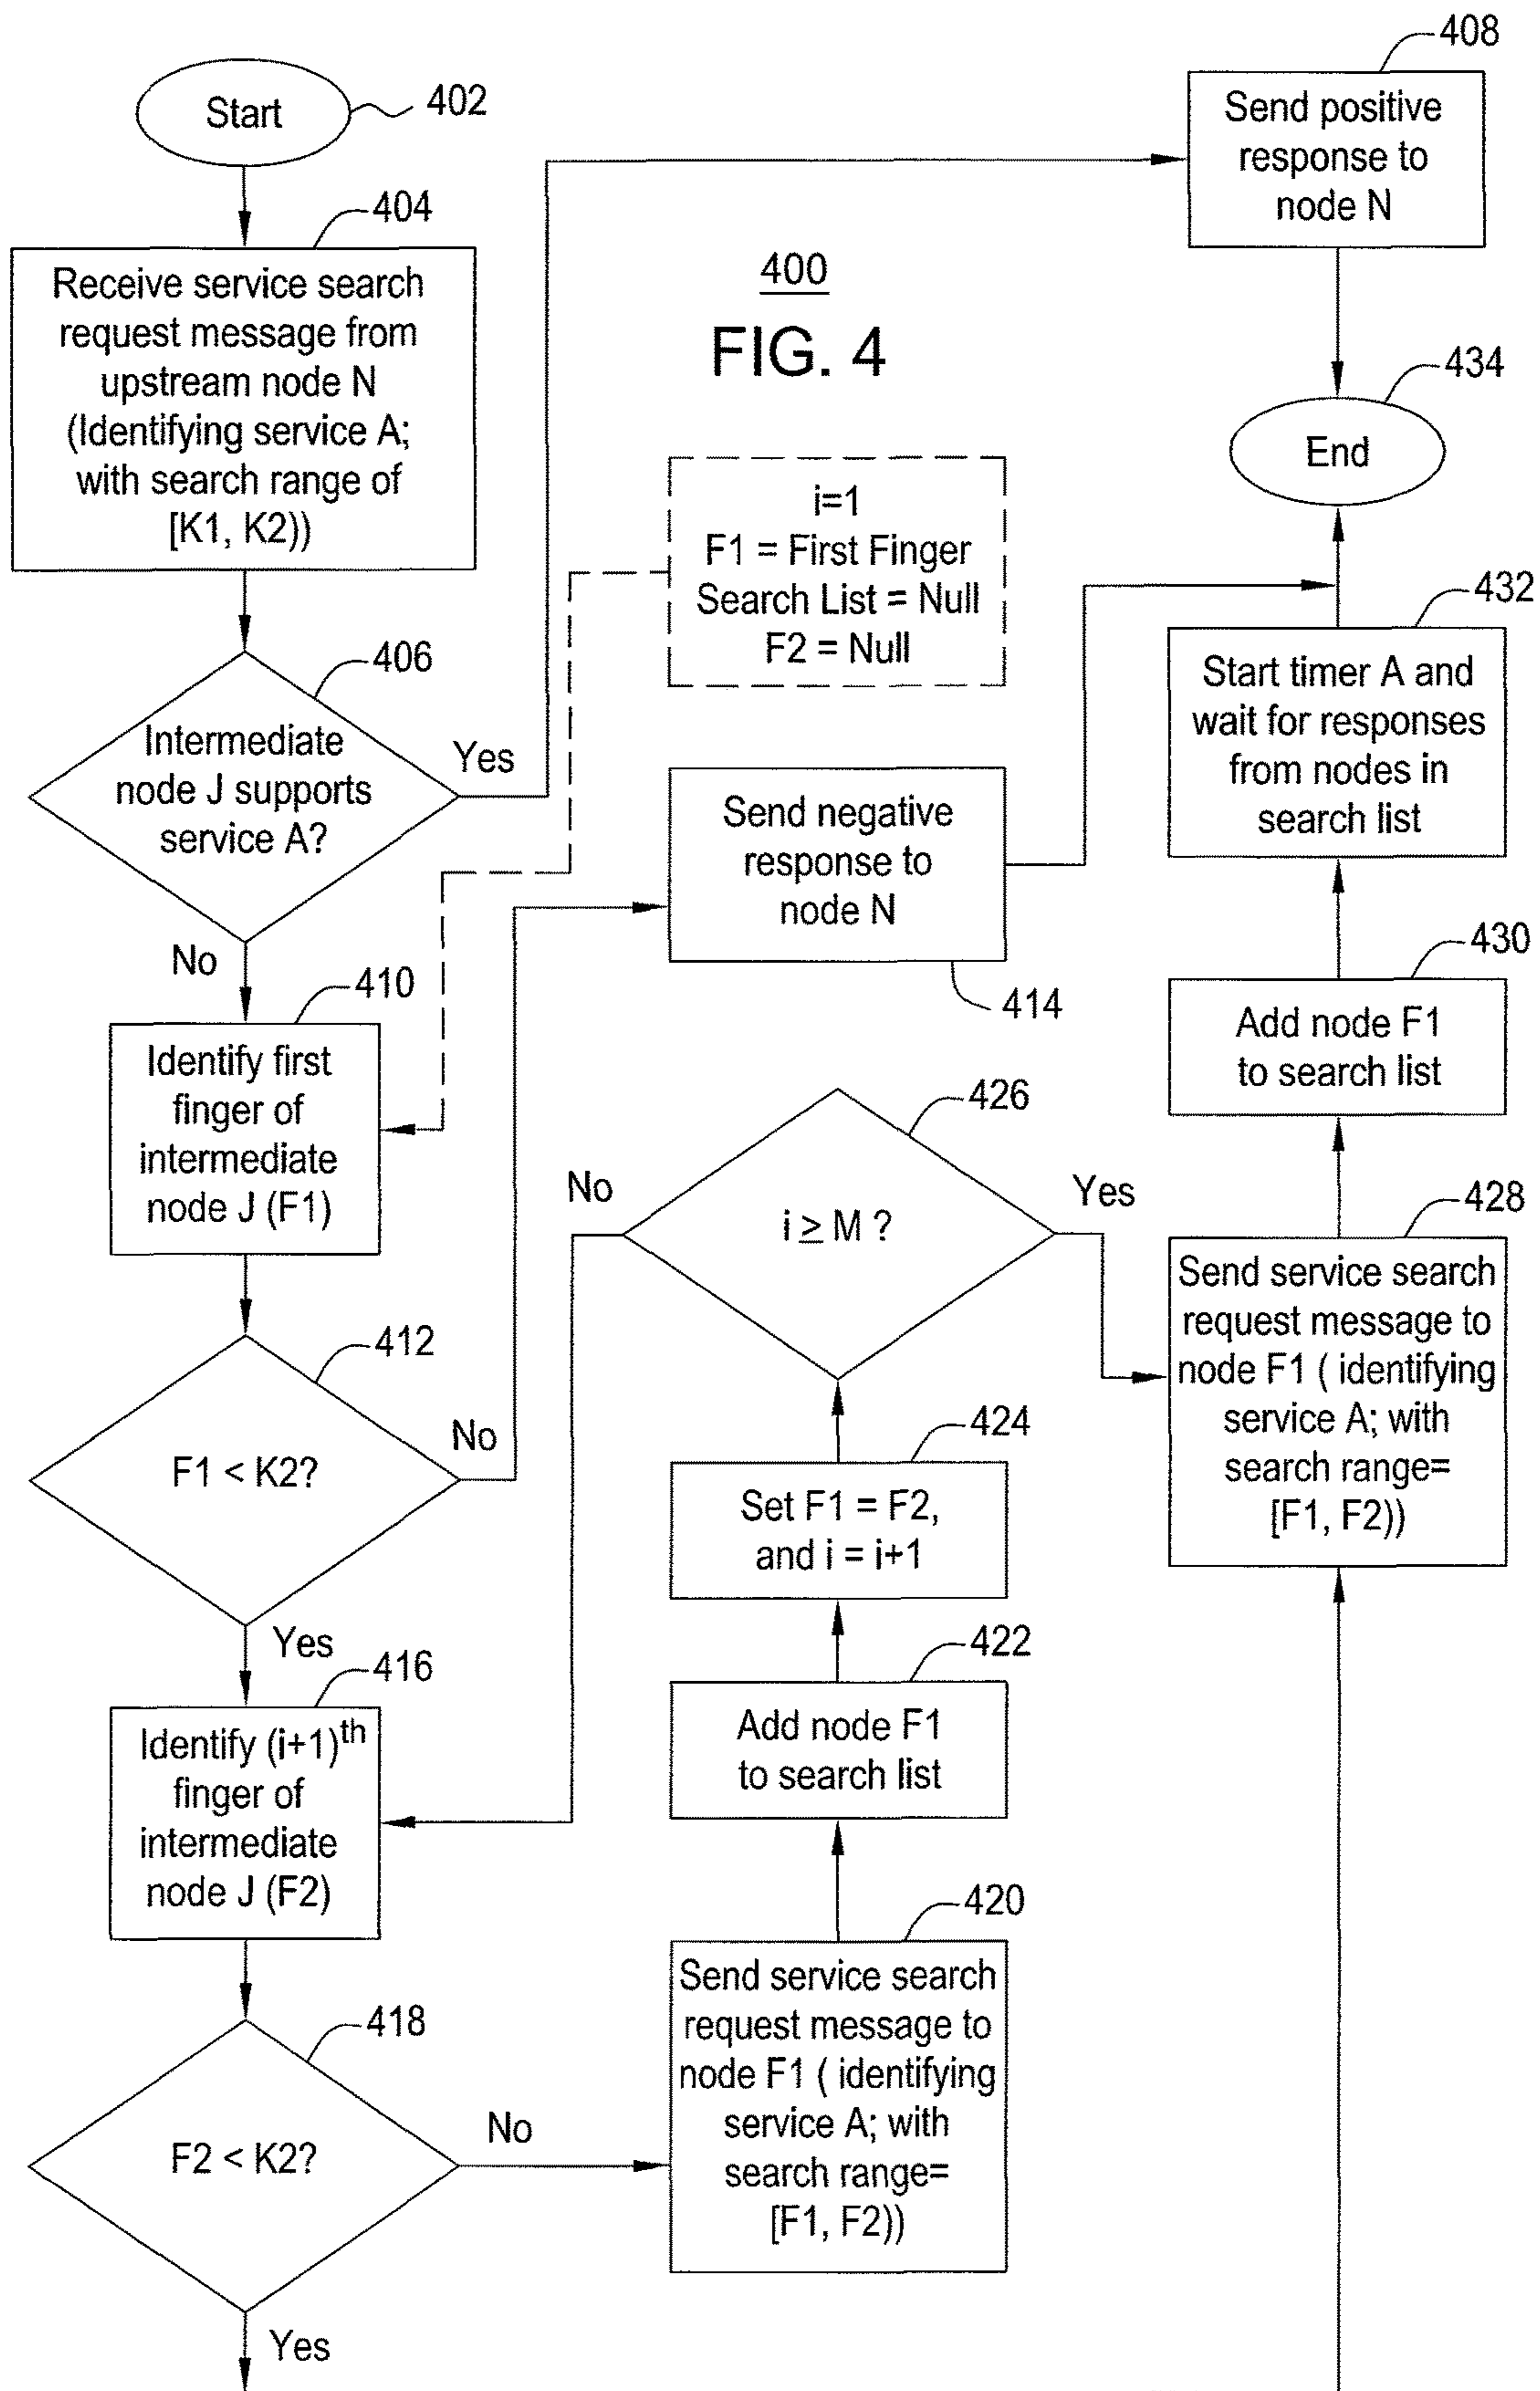 Start
402
404
Receive service search
request message from
upstream node N
(Identifying service A;
with search range of
[K1, K2))
406
Intermediate
node J supports
service A?
Yes
No
408
Send positive
response to
node N
400
FIG. 4
434
End
i=1
F1 = First Finger
Search List = Null
F2 = Null
410
Identify first
finger of
intermediate
node J (F1)
412
F1 < K2?
No
Yes
Send negative
response to
node N
414
416
Identify (i+1)th
finger of
intermediate
node J (F2)
418
F2 < K2?
No
Yes
420
Send service search
request message to
node F1 ( identifying
service A; with
search range=
[F1, F2))
422
Add node F1
to search list
424
Set F1 = F2,
and i = i+1
426
i ≥ M ?
No
Yes
428
Send service search
request message to
node F1 ( identifying
service A; with
search range=
[F1, F2))
430
Add node F1
to search list
432
Start timer A and
wait for responses
from nodes in
search list